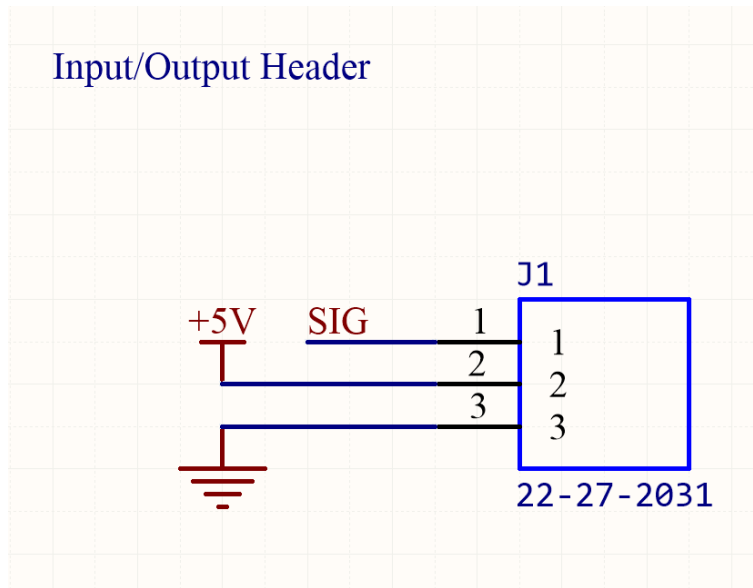 Input/Output Header
J1
+5V SIG 1 1
2 2
3 3
22-27-2031